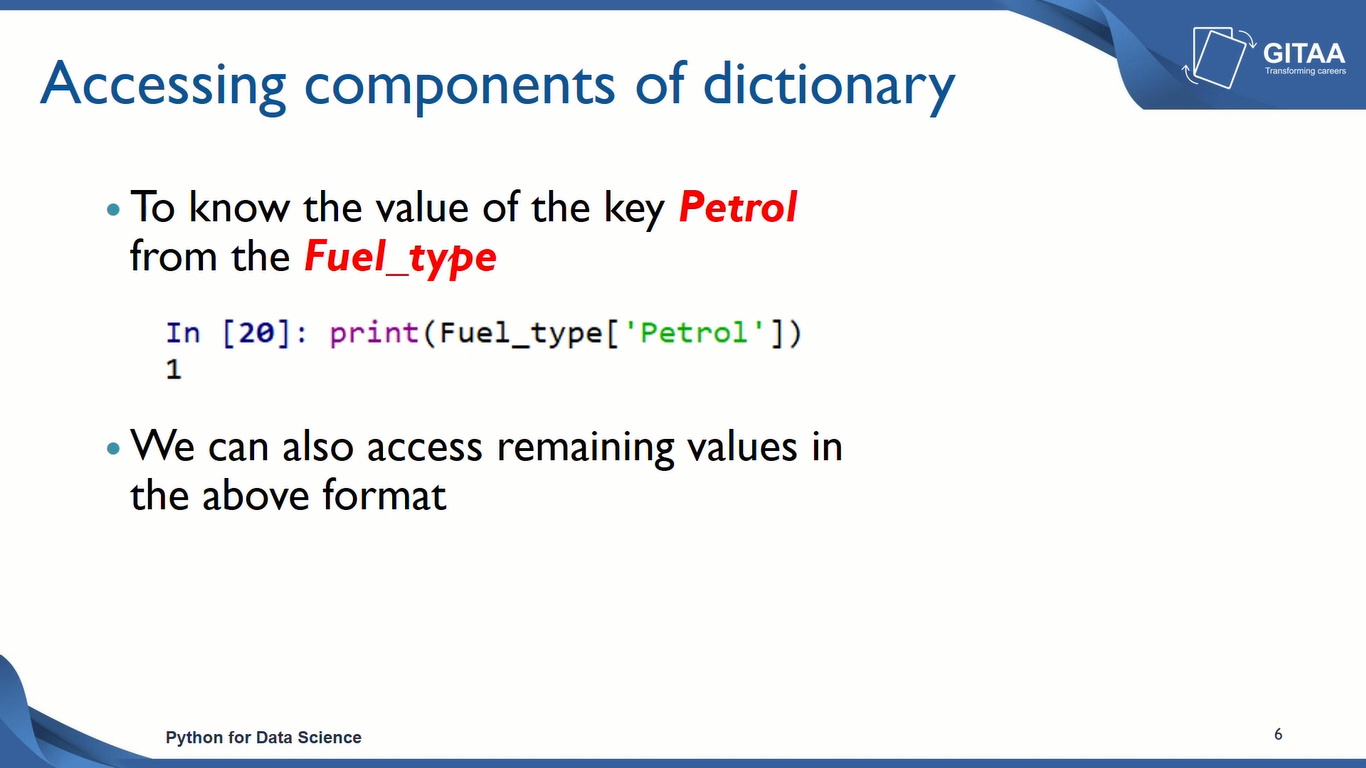 GITAA
Transforming careers
Accessing components of dictionary
• To know the value of the key Petrol
from the Fuel_type
In [20]: print(Fuel_type['Petrol'])
1
• We can also access remaining values in
the above format
Python for Data Science
6